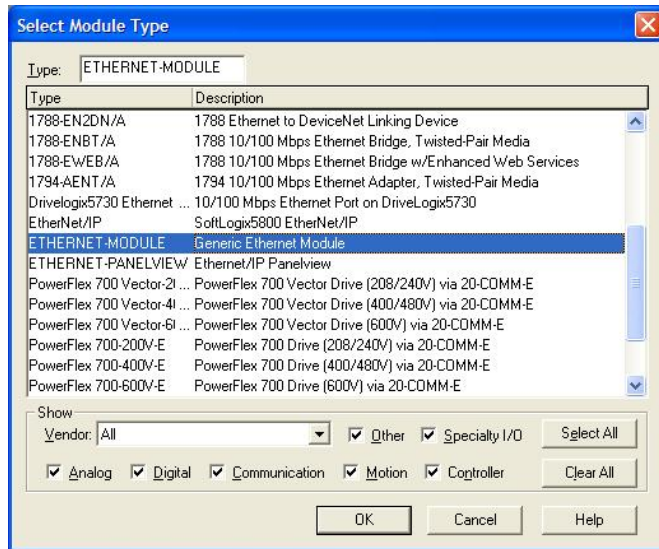 Select Module Type
Type: ETHERNET-MODULE
Type Description
1788-EN2DN/A 1788 Ethernet to DeviceNet Linking Device
1788-ENBT/A 1788 10/100 Mbps Ethernet Bridge, Twisted-Pair Media
1788-EWEB/A 1788 10/100 Mbps Ethernet Bridge w/Enhanced Web Services
1794-AENT/A 1794 10/100 Mbps Ethernet Adapter, Twisted-Pair Media
Drivelogix5730 Ethernet ... 10/100 Mbps Ethernet Port on DriveLogix5730
EtherNet/IP SoftLogix5800 EtherNet/IP
ETHERNET-MODULE Generic Ethernet Module
ETHERNET-PANELVIEW Ethernet/IP Panelview
PowerFlex 700 Vector-2( ... PowerFlex 700 Vector Drive (208/240V) via 20-COMM-E
PowerFlex 700 Vector-4( ... PowerFlex 700 Vector Drive (400/480V) via 20-COMM-E
PowerFlex 700 Vector-6( ... PowerFlex 700 Vector Drive (600V) via 20-COMM-E
PowerFlex 700-200V-E PowerFlex 700 Drive (208/240V) via 20-COMM-E
PowerFlex 700-400V-E PowerFlex 700 Drive (400/480V) via 20-COMM-E
PowerFlex 700-600V-E PowerFlex 700 Drive (600V) via 20-COMM-E
Show
Vendor: All Other Specialty I/O Select All
Analog Digital Communication Motion Controller Clear All
OK Cancel Help